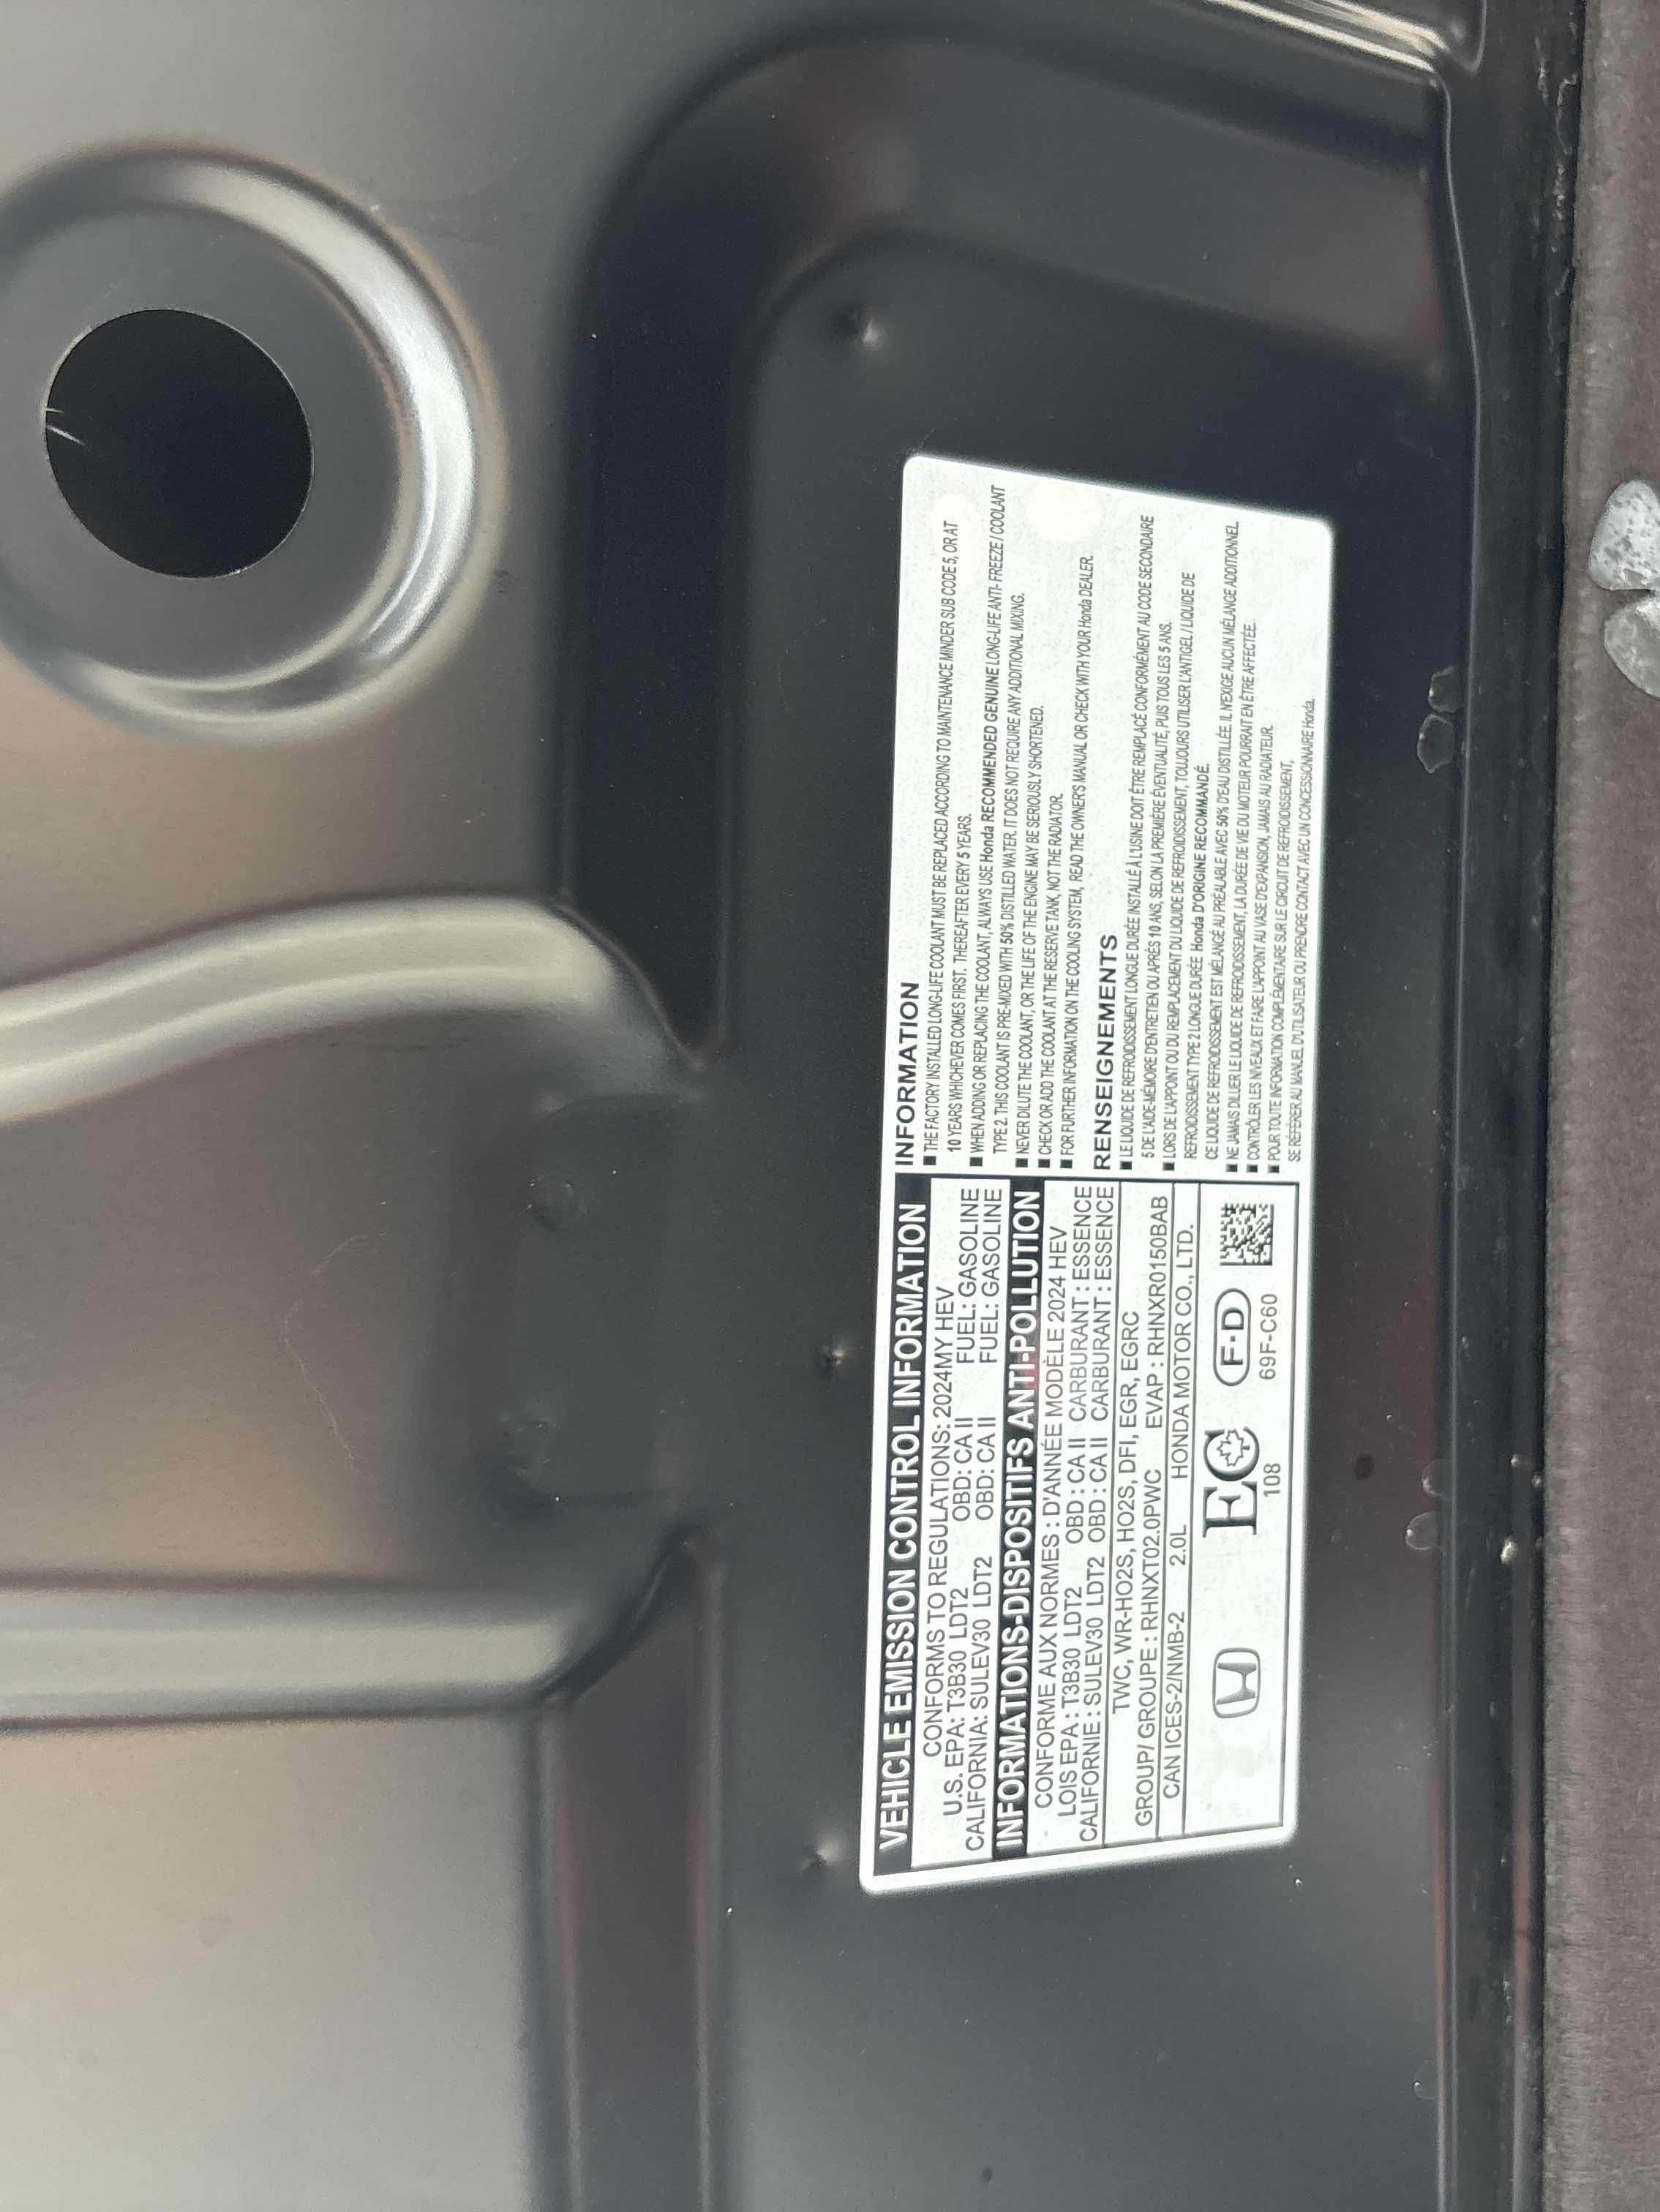 VEHICLE EMISSION CONTROL INFORMATION
CONFORMS TO REGULATIONS: 2024MY HEV
U.S. EPA: T3B30 LDT2 OBD: CA II FUEL: GASOLINE
CALIFORNIA: SULEV30 LDT2 OBD: CA II FUEL: GASOLINE
INFORMATIONS-DISPOSITIFS ANTI-POLLUTION
CONFORME AUX NORMES : D'ANNÉE MODÈLE 2024 HEV
LOIS EPA : T3B30 LDT2 OBD : CA II CARBURANT : ESSENCE
CALIFORNIE : SULEV30 LDT2 OBD : CA II CARBURANT : ESSENCE
TWC, WR-HO2S, HO2S, DFI, EGR, EGRC
GROUP/ GROUPE : RHNXT02.0PWC EVAP : RHNXR0150BAB
CAN ICES-2/NMB-2 2.0L HONDA MOTOR CO., LTD.
EC F-D
108 69F-C60
INFORMATION
■ THE FACTORY INSTALLED LONG-LIFE COOLANT MUST BE REPLACED ACCORDING TO MAINTENANCE MINDER SUB CODE 5, OR AT
10 YEARS WHICHEVER COMES FIRST. THEREAFTER EVERY 5 YEARS.
■ WHEN ADDING OR REPLACING THE COOLANT, ALWAYS USE Honda RECOMMENDED GENUINE LONG-LIFE ANTI- FREEZE / COOLANT
TYPE 2. THIS COOLANT IS PRE-MIXED WITH 50% DISTILLED WATER. IT DOES NOT REQUIRE ANY ADDITIONAL MIXING.
■ NEVER DILUTE THE COOLANT, OR THE LIFE OF THE ENGINE MAY BE SERIOUSLY SHORTENED.
■ CHECK OR ADD THE COOLANT AT THE RESERVE TANK, NOT THE RADIATOR.
■ FOR FURTHER INFORMATION ON THE COOLING SYSTEM, READ THE OWNER'S MANUAL OR CHECK WITH YOUR Honda DEALER.
RENSEIGNEMENTS
■ LE LIQUIDE DE REFROIDISSEMENT LONGUE DURÉE INSTALLÉ À L'USINE DOIT ÊTRE REMPLACÉ CONFORMÉMENT AU CODE SECONDAIRE
5 DE L'AIDE-MÉMOIRE D'ENTRETIEN OU APRÈS 10 ANS, SELON LA PREMIÈRE ÉVENTUALITÉ, PUIS TOUS LES 5 ANS.
■ LORS DE L'APPOINT OU DU REMPLACEMENT DU LIQUIDE DE REFROIDISSEMENT, TOUJOURS UTILISER L'ANTIGEL / LIQUIDE DE
REFROIDISSEMENT TYPE 2 LONGUE DURÉE Honda D'ORIGINE RECOMMANDÉ.
CE LIQUIDE DE REFROIDISSEMENT EST MÉLANGÉ AU PRÉALABLE AVEC 50% D'EAU DISTILLÉE. IL N'EXIGE AUCUN MÉLANGE ADDITIONNEL.
■ NE JAMAIS DILUER LE LIQUIDE DE REFROIDISSEMENT, LA DURÉE DE VIE DU MOTEUR POURRAIT EN ÊTRE AFFECTÉE.
■ CONTRÔLER LES NIVEAUX ET FAIRE L'APPOINT AU VASE D'EXPANSION, JAMAIS AU RADIATEUR.
■ POUR TOUTE INFORMATION COMPLÉMENTAIRE SUR LE CIRCUIT DE REFROIDISSEMENT,
SE RÉFÉRER AU MANUEL D'UTILISATEUR OU PRENDRE CONTACT AVEC UN CONCESSIONNAIRE Honda.